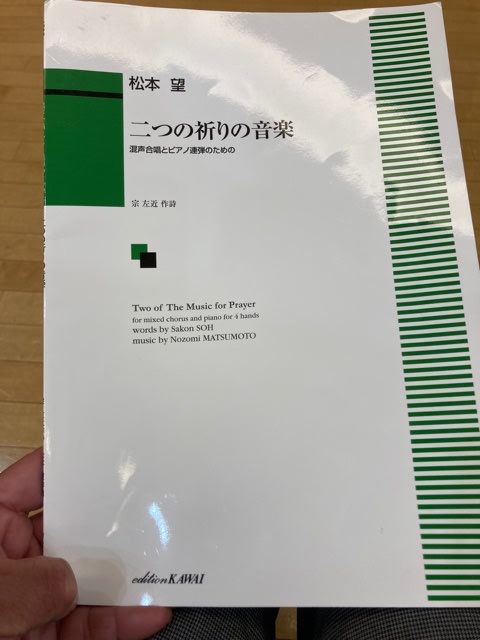 松本 望
二つの祈りの音楽
混声合唱とピアノ連弾のための
宗 左近 作詩
Two of The Music for Prayer
for mixed chorus and piano for 4 hands
words by Sakon SOH
music by Nozomi MATSUMOTO
edition KAWAI